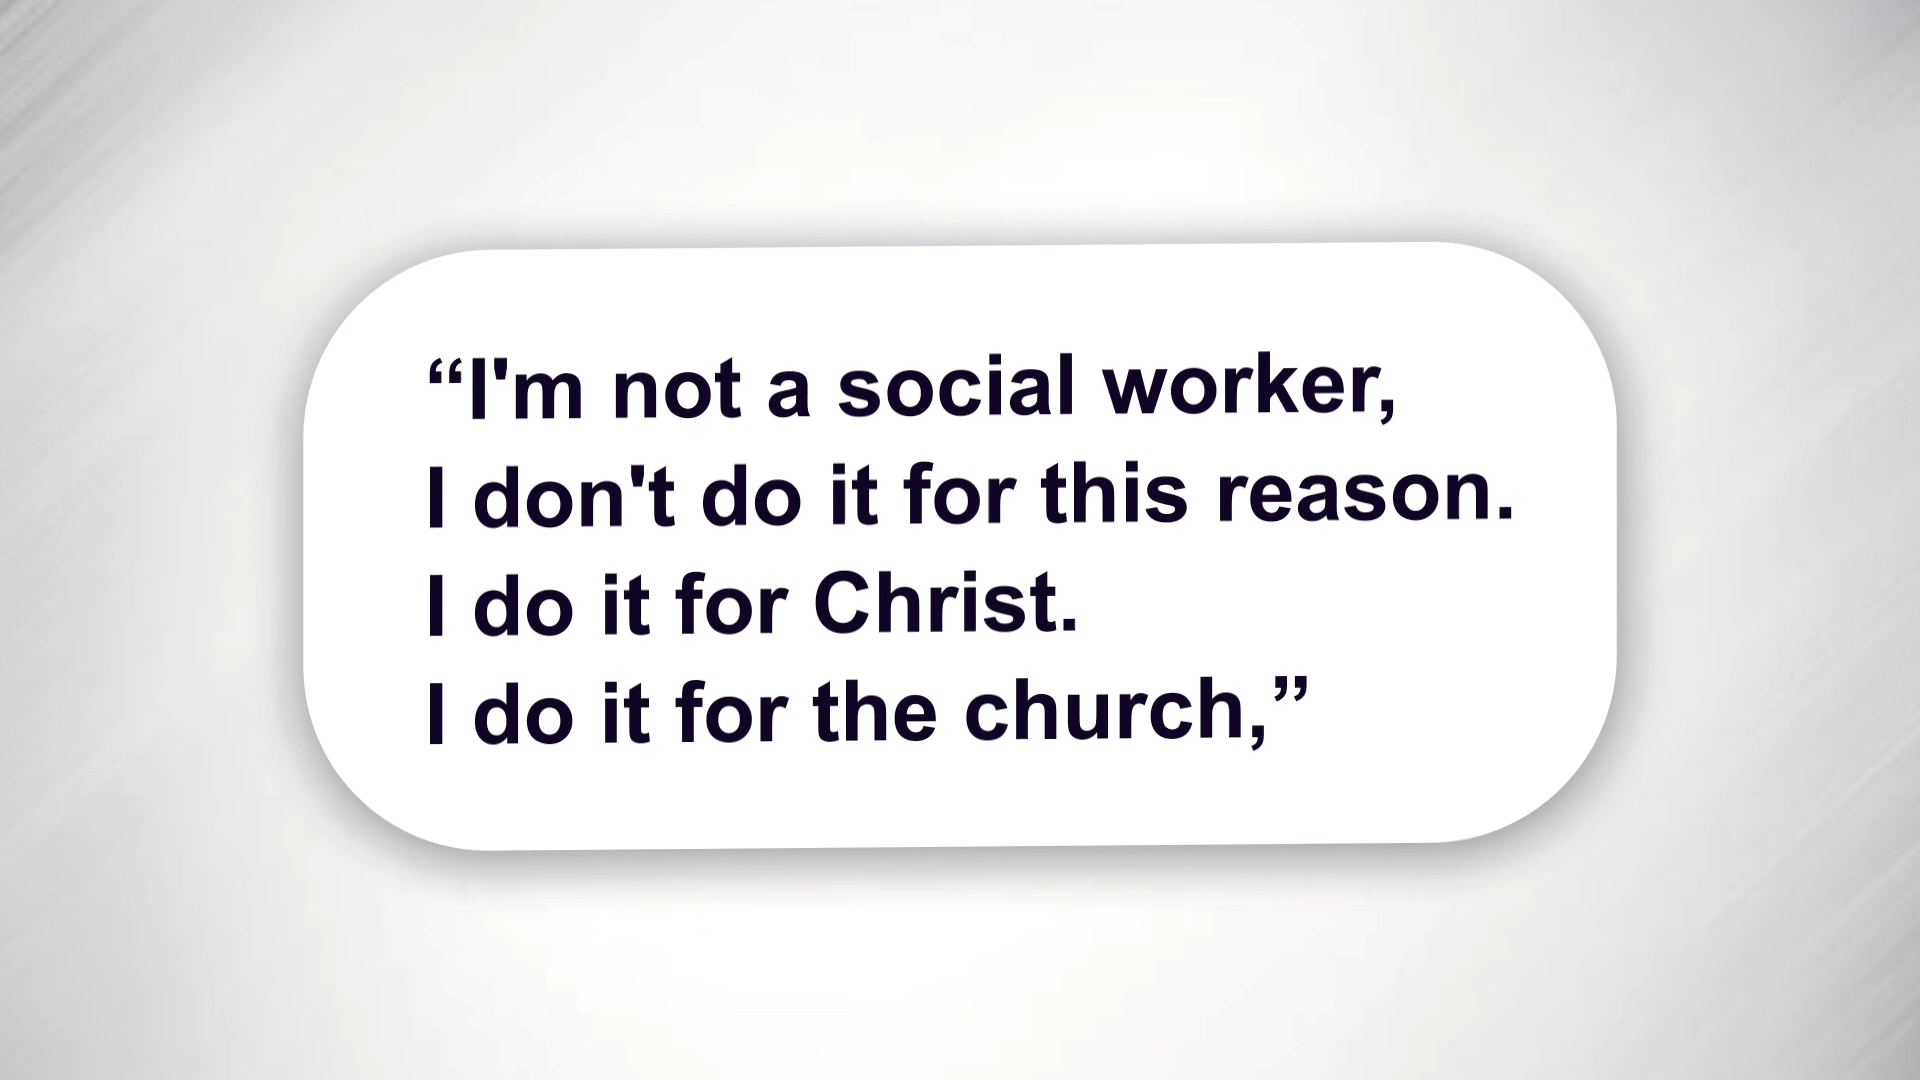 “I'm not a social worker,
I don't do it for this reason.
I do it for Christ.
I do it for the church,”